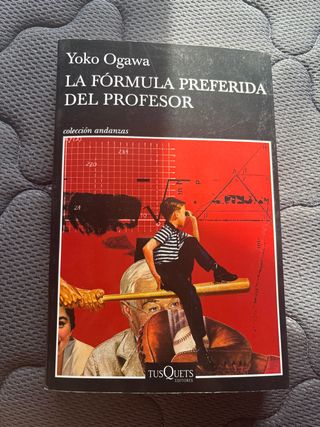 Yoko Ogawa
LA FÓRMULA PREFERIDA
DEL PROFESOR
colección andanzas
TUSQUETS
EDITORES